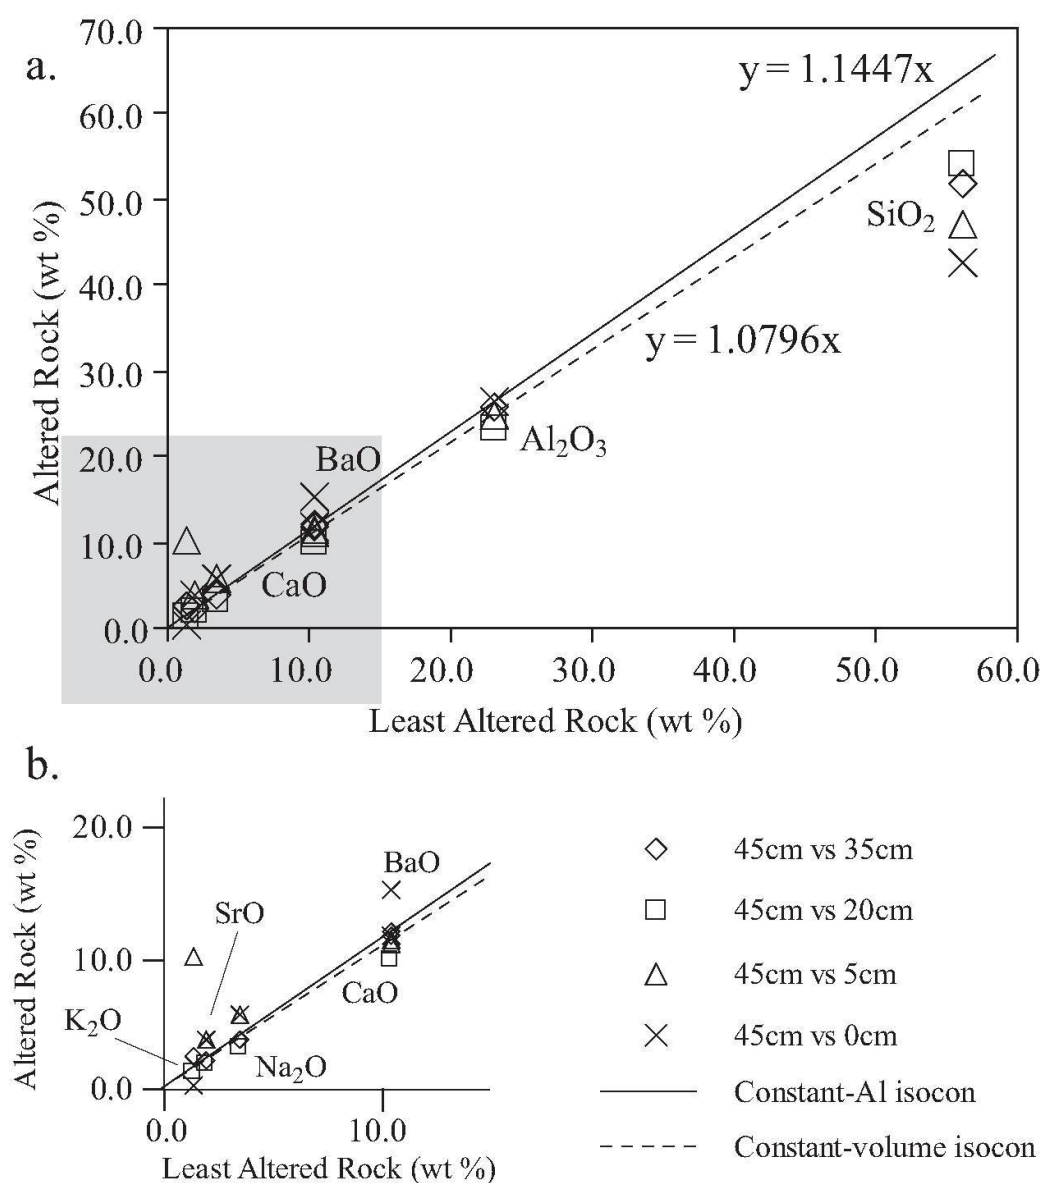 a.
70.0
60.0
50.0
40.0
30.0
20.0
10.0
0.0
Altered Rock (wt %)
y = 1.1447x
y = 1.0796x
SiO₂
Al₂O₃
BaO
CaO
0.0 10.0 20.0 30.0 40.0 50.0 60.0
Least Altered Rock (wt %)
b.
20.0
10.0
0.0
Altered Rock (wt %)
BaO
SrO
CaO
K₂O
Na₂O
0.0 10.0
Least Altered Rock (wt %)
45cm vs 35cm
45cm vs 20cm
45cm vs 5cm
45cm vs 0cm
Constant-Al isocon
Constant-volume isocon